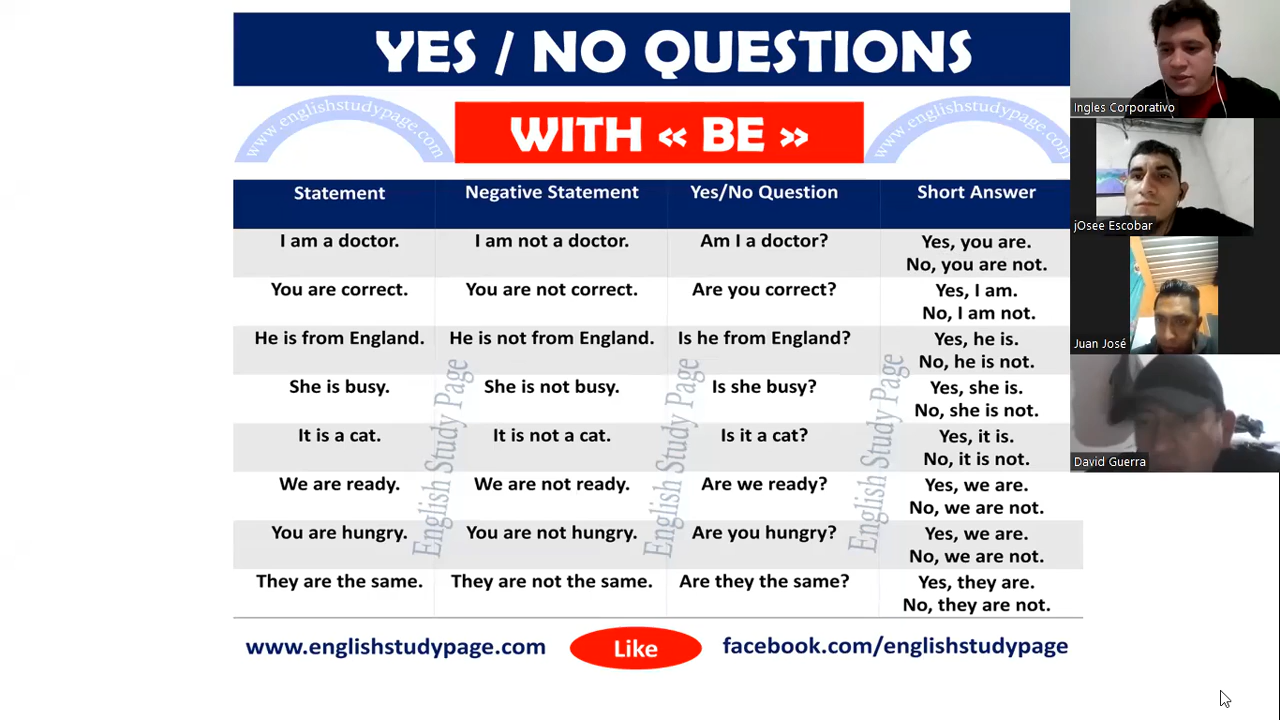 YES / NO QUESTIONS
WITH « BE »
www.englishstudypage.com
www.englishstudypage.com
Statement Negative Statement Yes/No Question Short Answer
I am a doctor. I am not a doctor. Am I a doctor? Yes, you are.
No, you are not.
You are correct. You are not correct. Are you correct? Yes, I am.
No, I am not.
He is from England. He is not from England. Is he from England? Yes, he is.
No, he is not.
She is busy. She is not busy. Is she busy? Yes, she is.
No, she is not.
It is a cat. It is not a cat. Is it a cat? Yes, it is.
No, it is not.
We are ready. We are not ready. Are we ready? Yes, we are.
No, we are not.
You are hungry. You are not hungry. Are you hungry? Yes, we are.
No, we are not.
They are the same. They are not the same. Are they the same? Yes, they are.
No, they are not.
English Study Page
English Study Page
English Study Page
www.englishstudypage.com Like facebook.com/englishstudypage
Ingles Corporativo
jOsee Escobar
Juan José
David Guerra